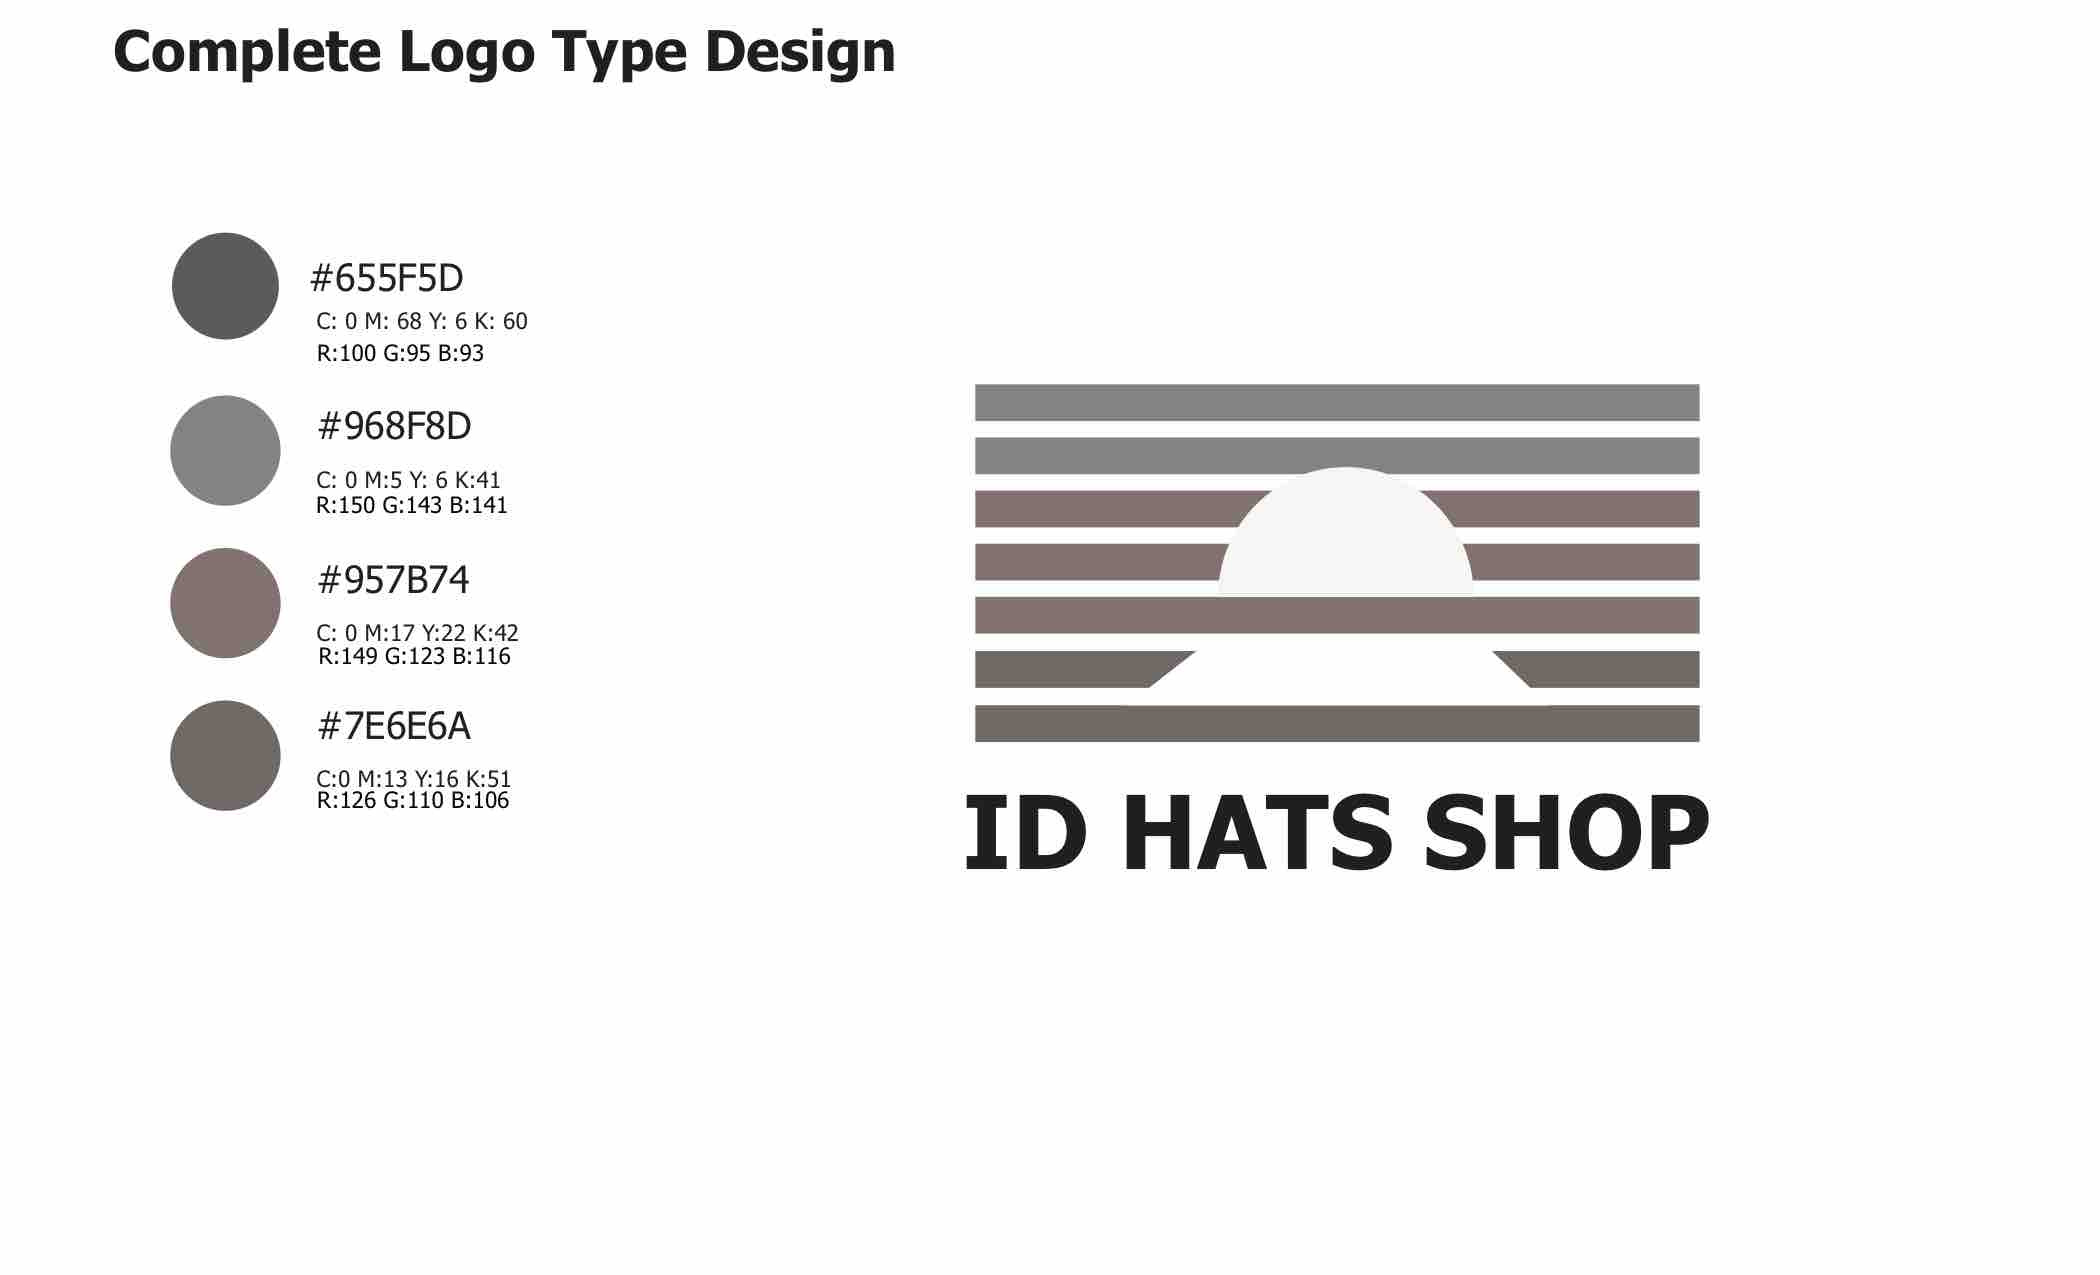 Complete Logo Type Design
#655F5D
C: 0 M: 68 Y: 6 K: 60
R:100 G:95 B:93
#968F8D
C: 0 M:5 Y: 6 K:41
R:150 G:143 B:141
#957B74
C: 0 M:17 Y:22 K:42
R:149 G:123 B:116
#7E6E6A
C:0 M:13 Y:16 K:51
R:126 G:110 B:106
ID HATS SHOP